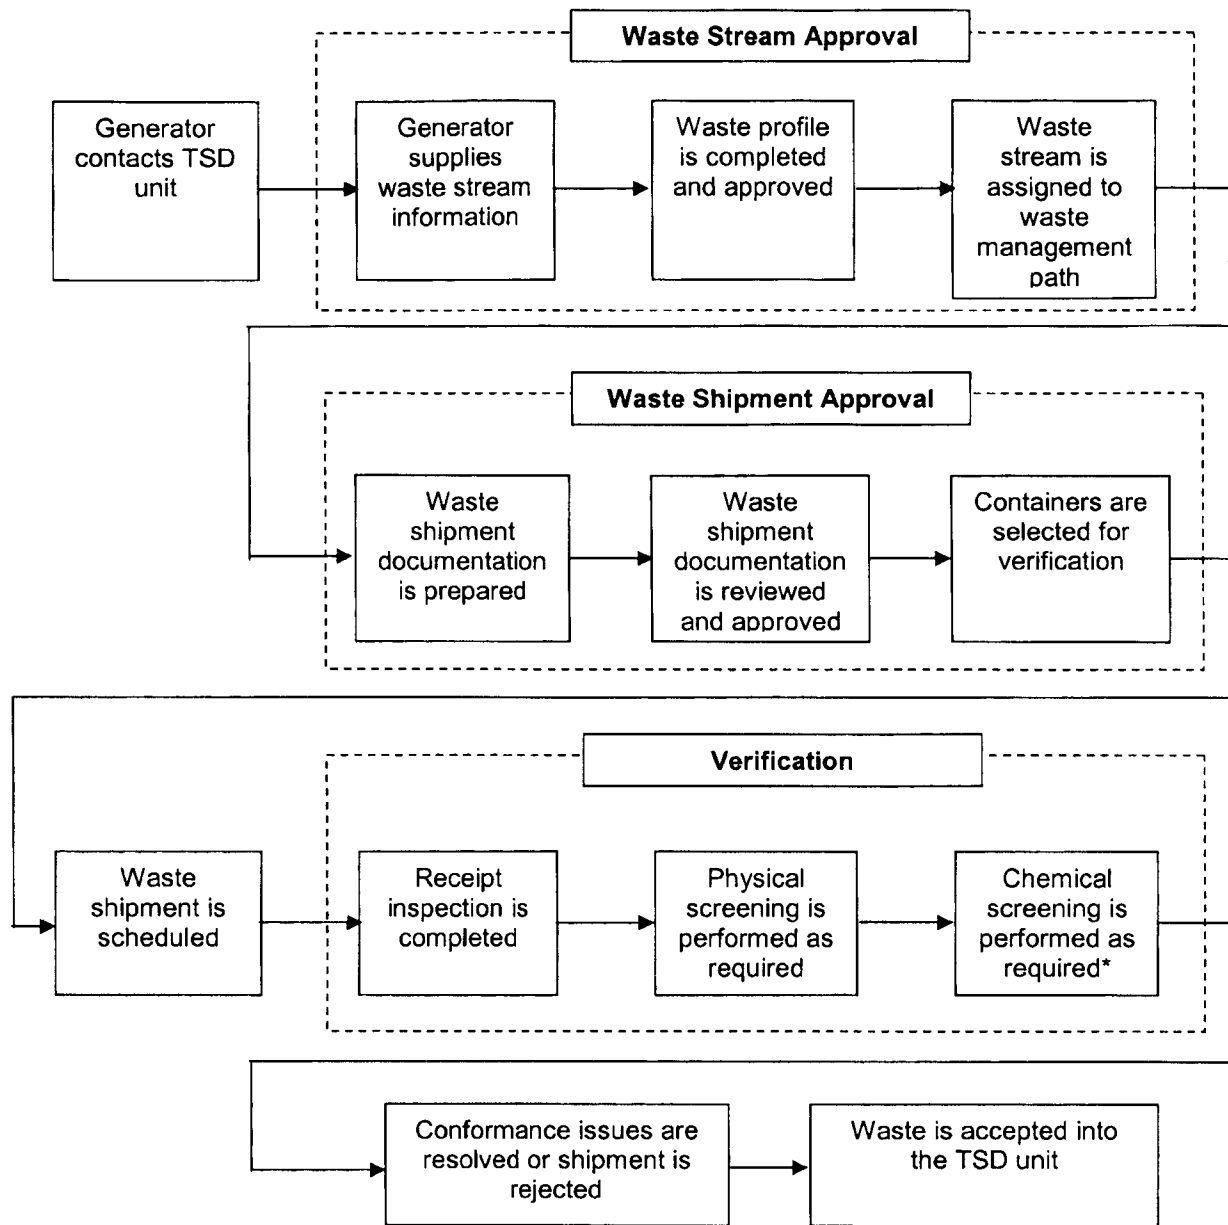 Waste Stream Approval
Generator
contacts TSD
unit
Generator
supplies
waste stream
information
Waste profile
is completed
and approved
Waste
stream is
assigned to
waste
management
path
Waste Shipment Approval
Waste
shipment
documentation
is prepared
Waste
shipment
documentation
is reviewed
and approved
Containers are
selected for
verification
Verification
Waste
shipment is
scheduled
Receipt
inspection is
completed
Physical
screening is
performed as
required
Chemical
screening is
performed as
required*
Conformance issues are
resolved or shipment is
rejected
Waste is accepted into
the TSD unit